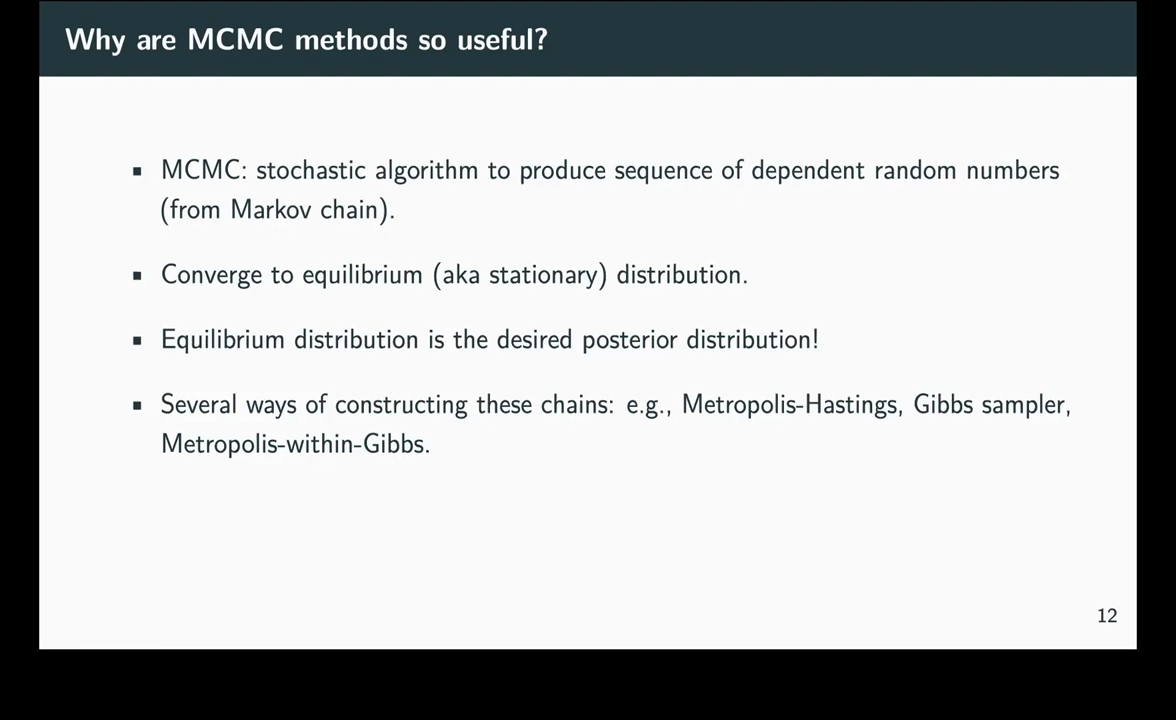 Why are MCMC methods so useful?
▪ MCMC: stochastic algorithm to produce sequence of dependent random numbers
(from Markov chain).
▪ Converge to equilibrium (aka stationary) distribution.
▪ Equilibrium distribution is the desired posterior distribution!
▪ Several ways of constructing these chains: e.g., Metropolis-Hastings, Gibbs sampler,
Metropolis-within-Gibbs.
12